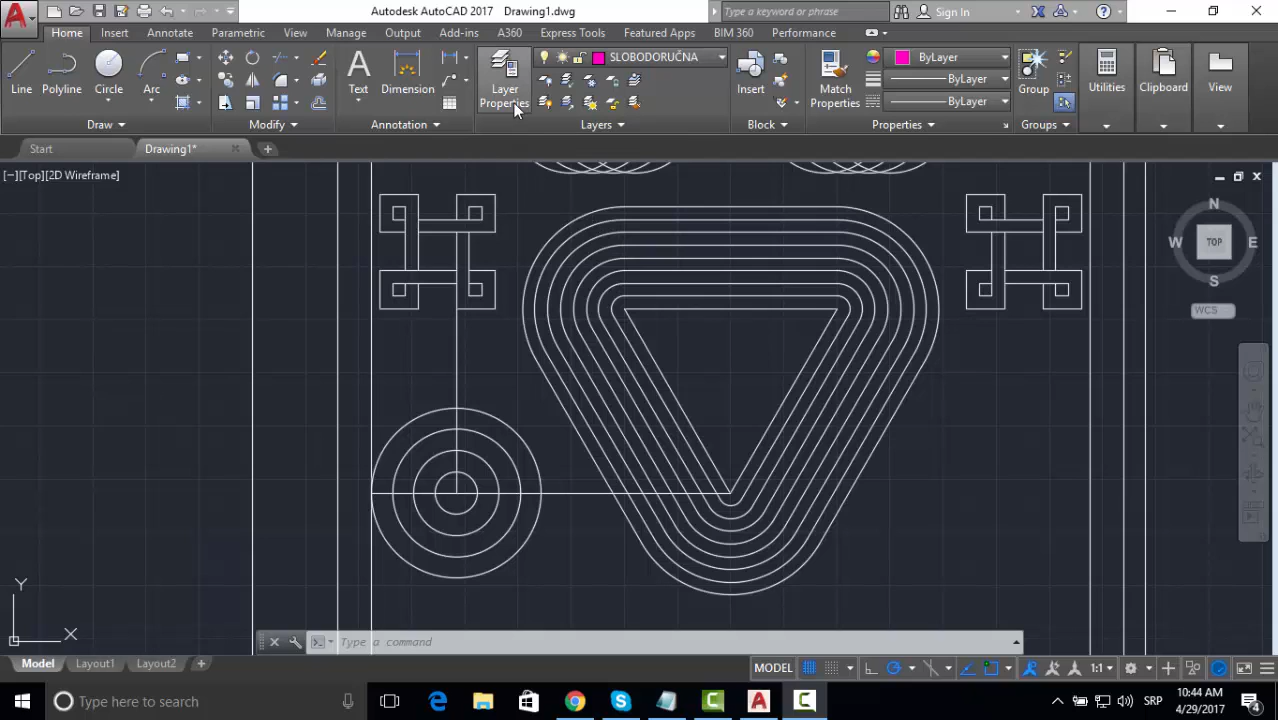 Autodesk AutoCAD 2017 Drawing1.dwg
Type a keyword or phrase
Sign In
Home Insert Annotate Parametric View Manage Output Add-ins A360 Express Tools Featured Apps BIM 360 Performance
Line Polyline Circle Arc
Text Dimension
Layer Properties
SLOBODORUČNA
Insert
Match Properties
ByLayer
ByLayer
ByLayer
Group
Utilities Clipboard View
Draw Modify Annotation Layers Block Properties Groups
Start Drawing1*
[−][Top][2D Wireframe]
N
W TOP E
S
WCS
Y
X
Type a command
Model Layout1 Layout2
MODEL 1:1
Type here to search
SRP
10:44 AM
4/29/2017
4